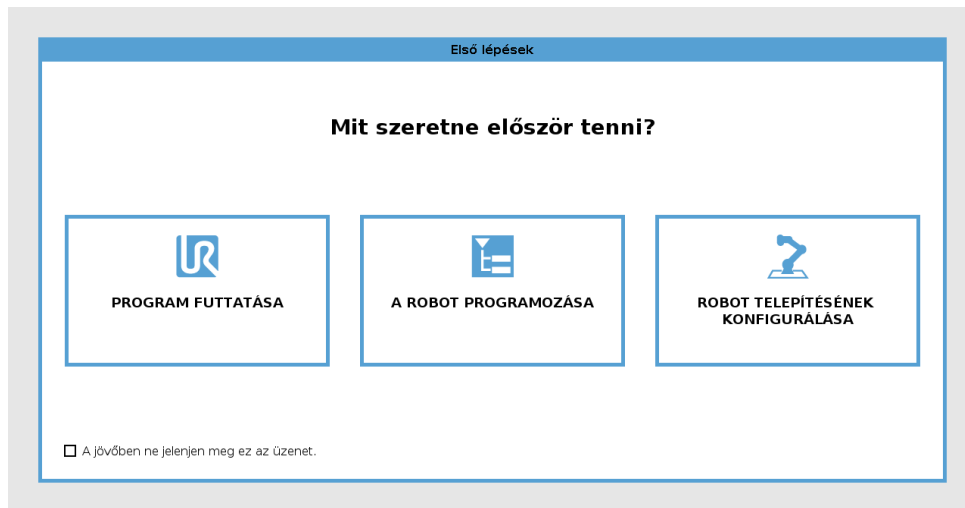 Első lépések
Mit szeretne először tenni?
UR
PROGRAM FUTTATÁSA
A ROBOT PROGRAMOZÁSA
ROBOT TELEPÍTÉSÉNEK
KONFIGURÁLÁSA
A jövőben ne jelenjen meg ez az üzenet.